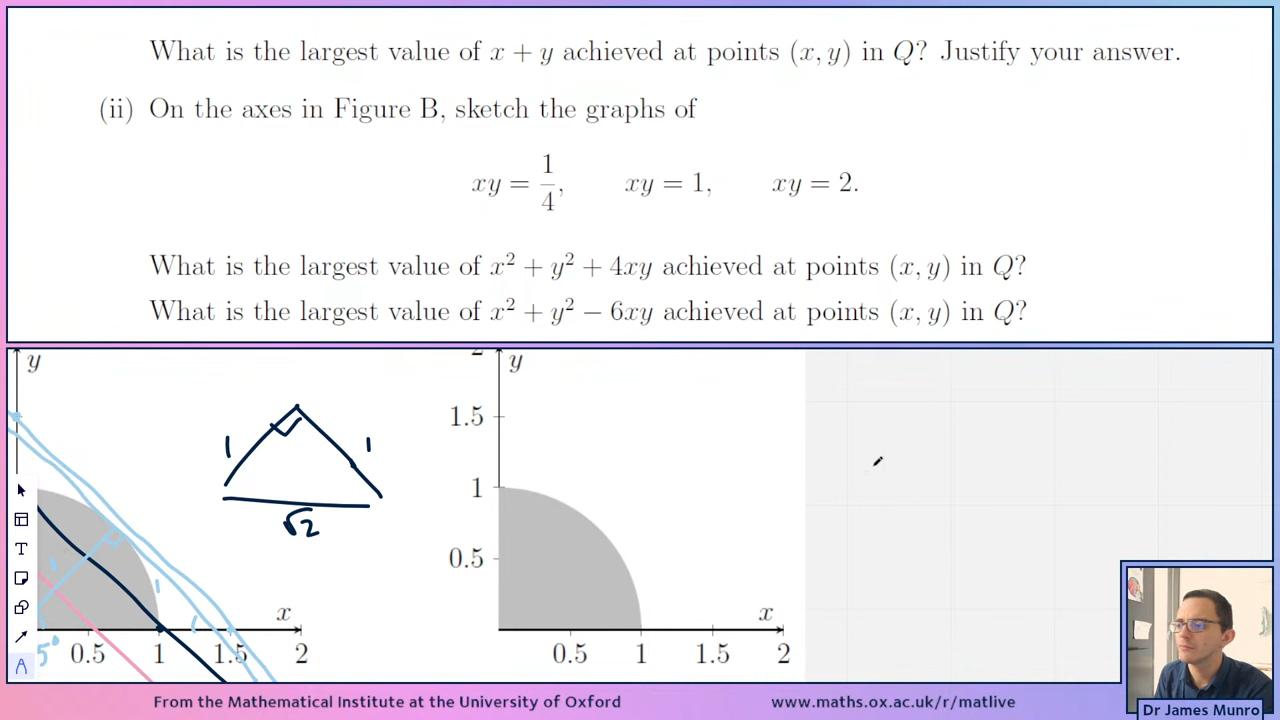 What is the largest value of x + y achieved at points (x, y) in Q? Justify your answer.
(ii) On the axes in Figure B, sketch the graphs of
xy = 1/4, xy = 1, xy = 2.
What is the largest value of x² + y² + 4xy achieved at points (x, y) in Q?
What is the largest value of x² + y² − 6xy achieved at points (x, y) in Q?
y
1 1
√2
1
1
5°
x
0.5 1 1.5 2
2 y
1.5
1
0.5
x
0.5 1 1.5 2
T
From the Mathematical Institute at the University of Oxford www.maths.ox.ac.uk/r/matlive
Dr James Munro